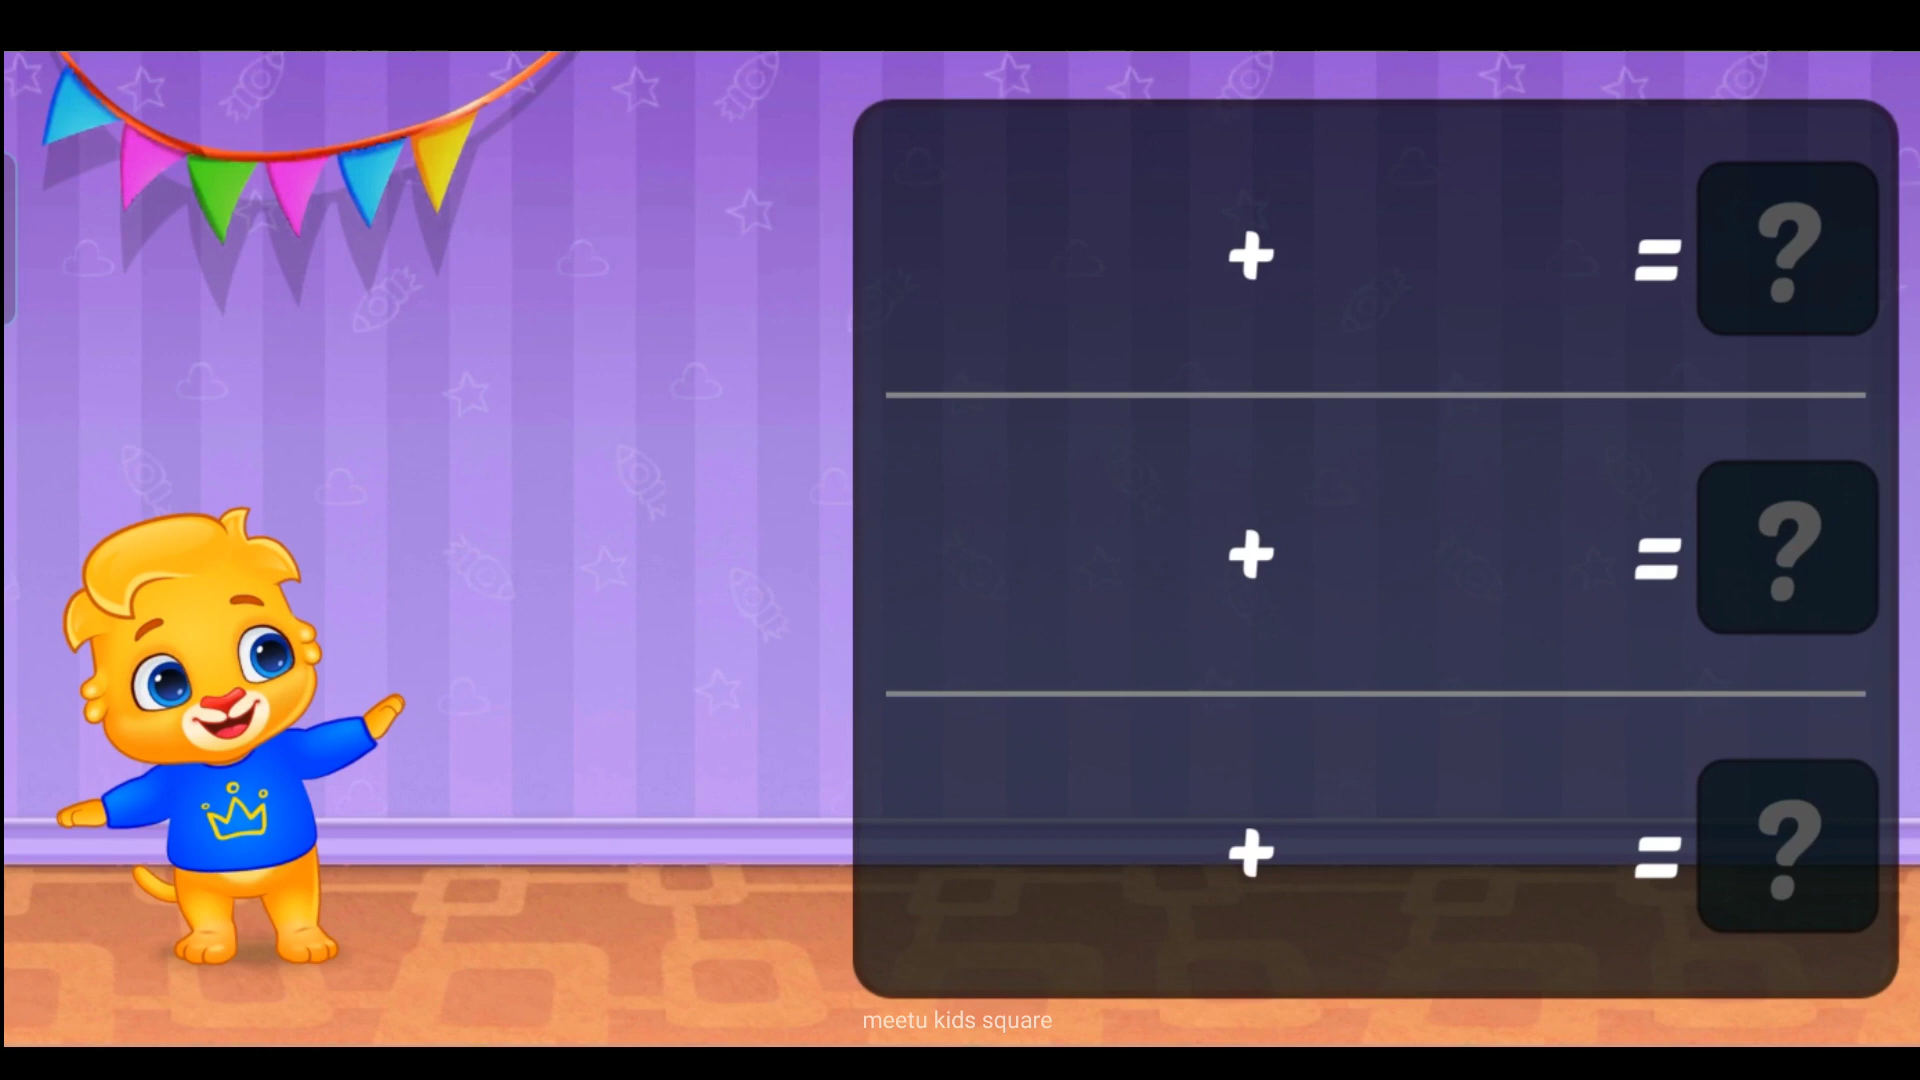 + = ?
+ = ?
+ = ?
meetu kids square